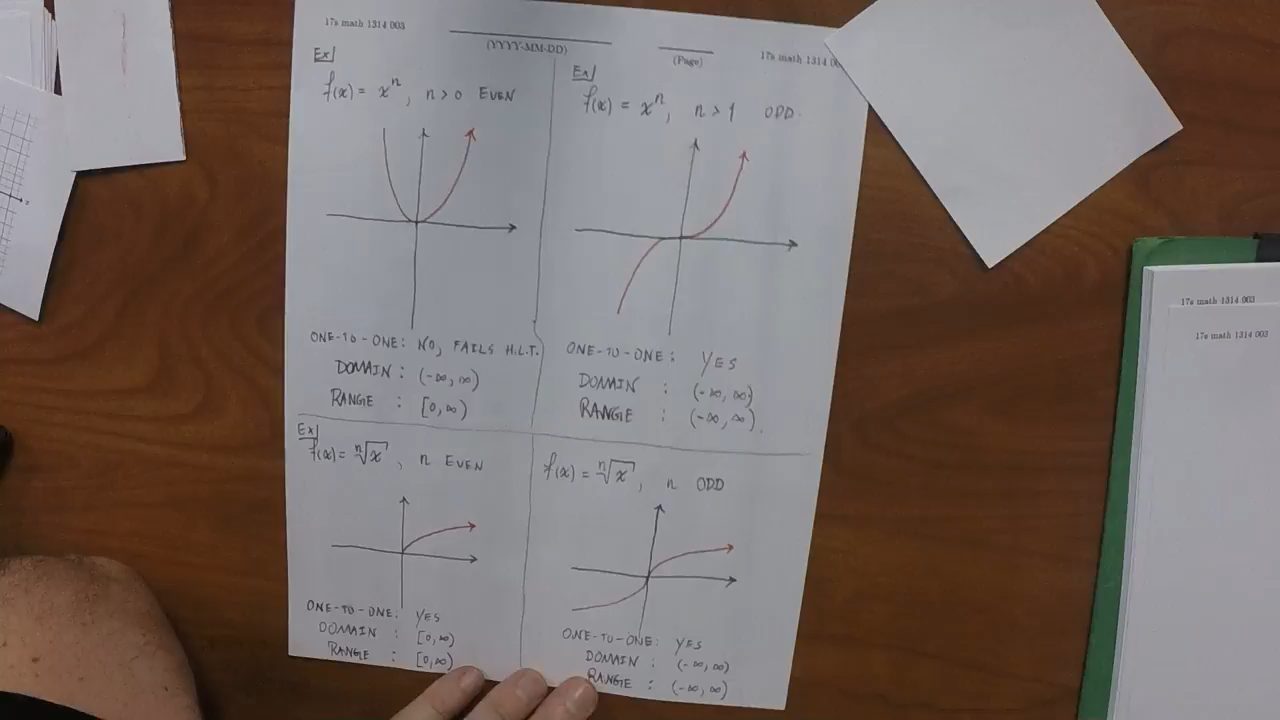 17s math 1314 003
(YYYY-MM-DD)
(Page)
17s math 1314
Ex
f(x) = xⁿ, n > 0 EVEN
ONE-TO-ONE: NO, FAILS H.L.T.
DOMAIN : (-∞, ∞)
RANGE : [0, ∞)
Ex
f(x) = xⁿ, n > 1 ODD.
ONE-TO-ONE: YES
DOMAIN : (-∞, ∞)
RANGE : (-∞, ∞).
Ex
f(x) = ⁿ√x, n EVEN
ONE-TO-ONE: YES
DOMAIN : [0, ∞)
RANGE : [0, ∞)
f(x) = ⁿ√x, n ODD
ONE-TO-ONE: YES
DOMAIN : (-∞, ∞)
RANGE : (-∞, ∞)
17s math 1314 003
17s math 1314 003